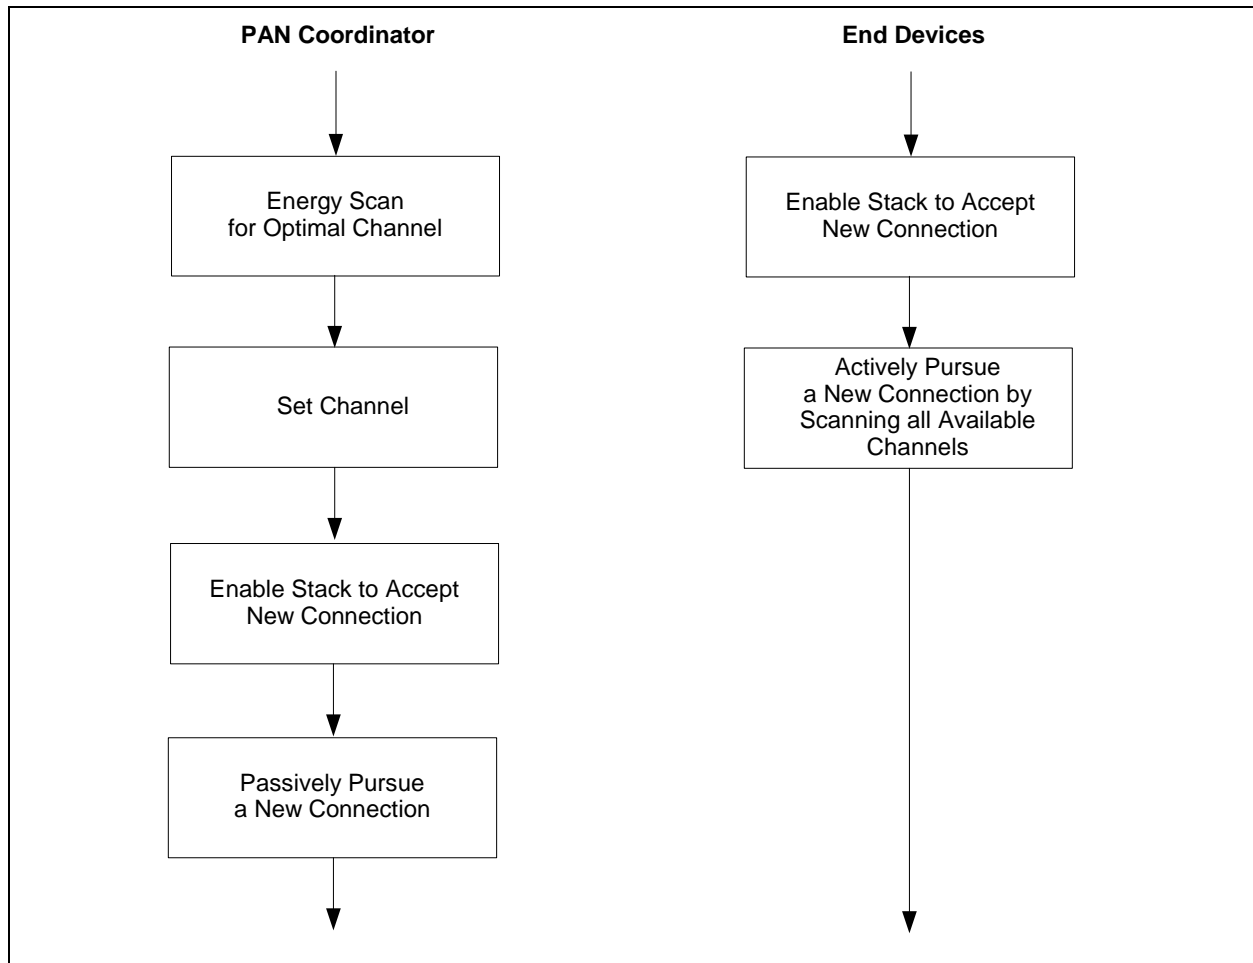 PAN Coordinator
Energy Scan
for Optimal Channel
Set Channel
Enable Stack to Accept
New Connection
Passively Pursue
a New Connection
End Devices
Enable Stack to Accept
New Connection
Actively Pursue
a New Connection by
Scanning all Available
Channels